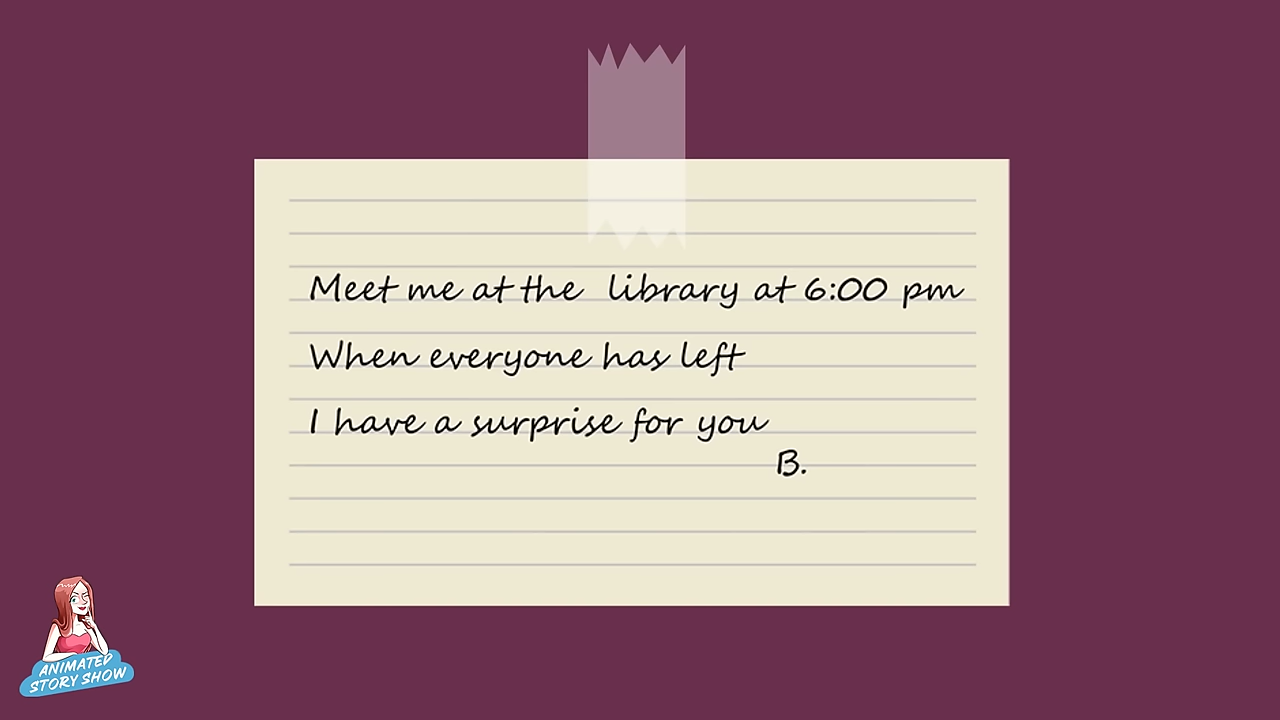 Meet me at the library at 6:00 pm
When everyone has left
I have a surprise for you
B.
ANIMATED
STORY SHOW